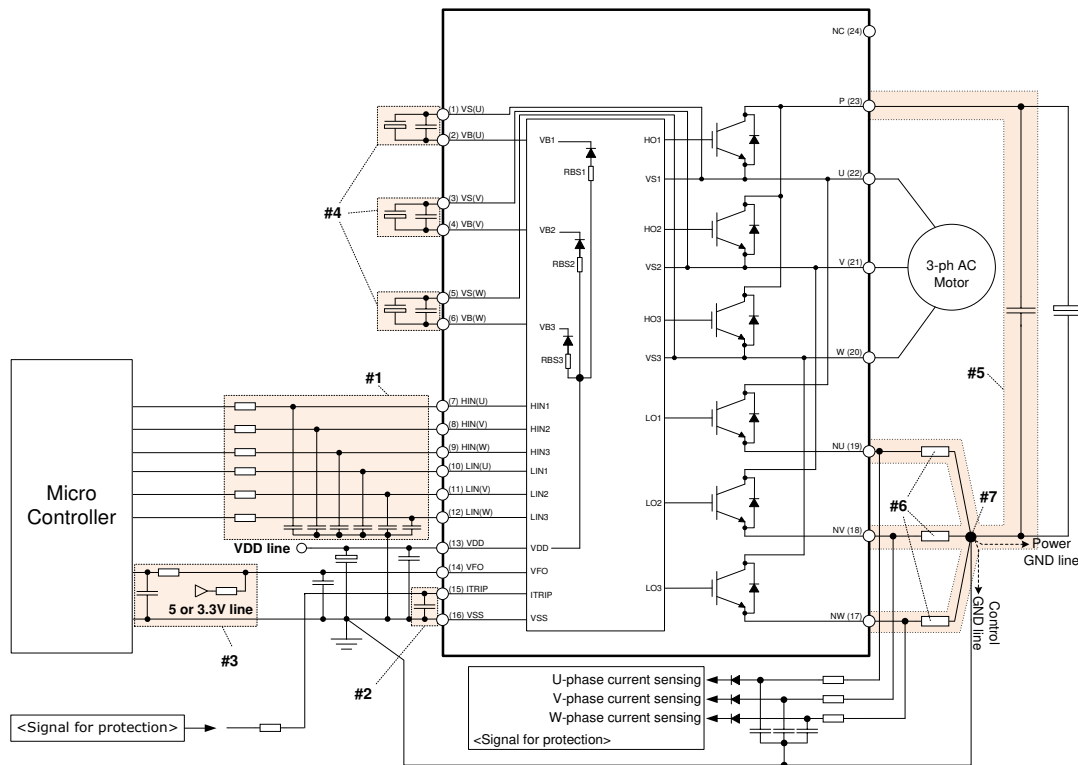 NC (24)
(1) VS(U)
(2) VB(U)
(3) VS(V)
(4) VB(V)
(5) VS(W)
(6) VB(W)
#4
VB1
RBS1
VB2
RBS2
VB3
RBS3
HO1
VS1
HO2
VS2
HO3
VS3
LO1
LO2
LO3
P (23)
U (22)
V (21)
W (20)
3-ph AC
Motor
#5
NU (19)
NV (18)
NW (17)
#6
#7
Power
GND line
Control
GND line
Micro
Controller
#1
(7) HIN(U)
(8) HIN(V)
(9) HIN(W)
(10) LIN(U)
(11) LIN(V)
(12) LIN(W)
(13) VDD
(14) VFO
(15) ITRIP
(16) VSS
HIN1
HIN2
HIN3
LIN1
LIN2
LIN3
VDD
VFO
ITRIP
VSS
VDD line
5 or 3.3V line
#3
#2
<Signal for protection>
U-phase current sensing
V-phase current sensing
W-phase current sensing
<Signal for protection>